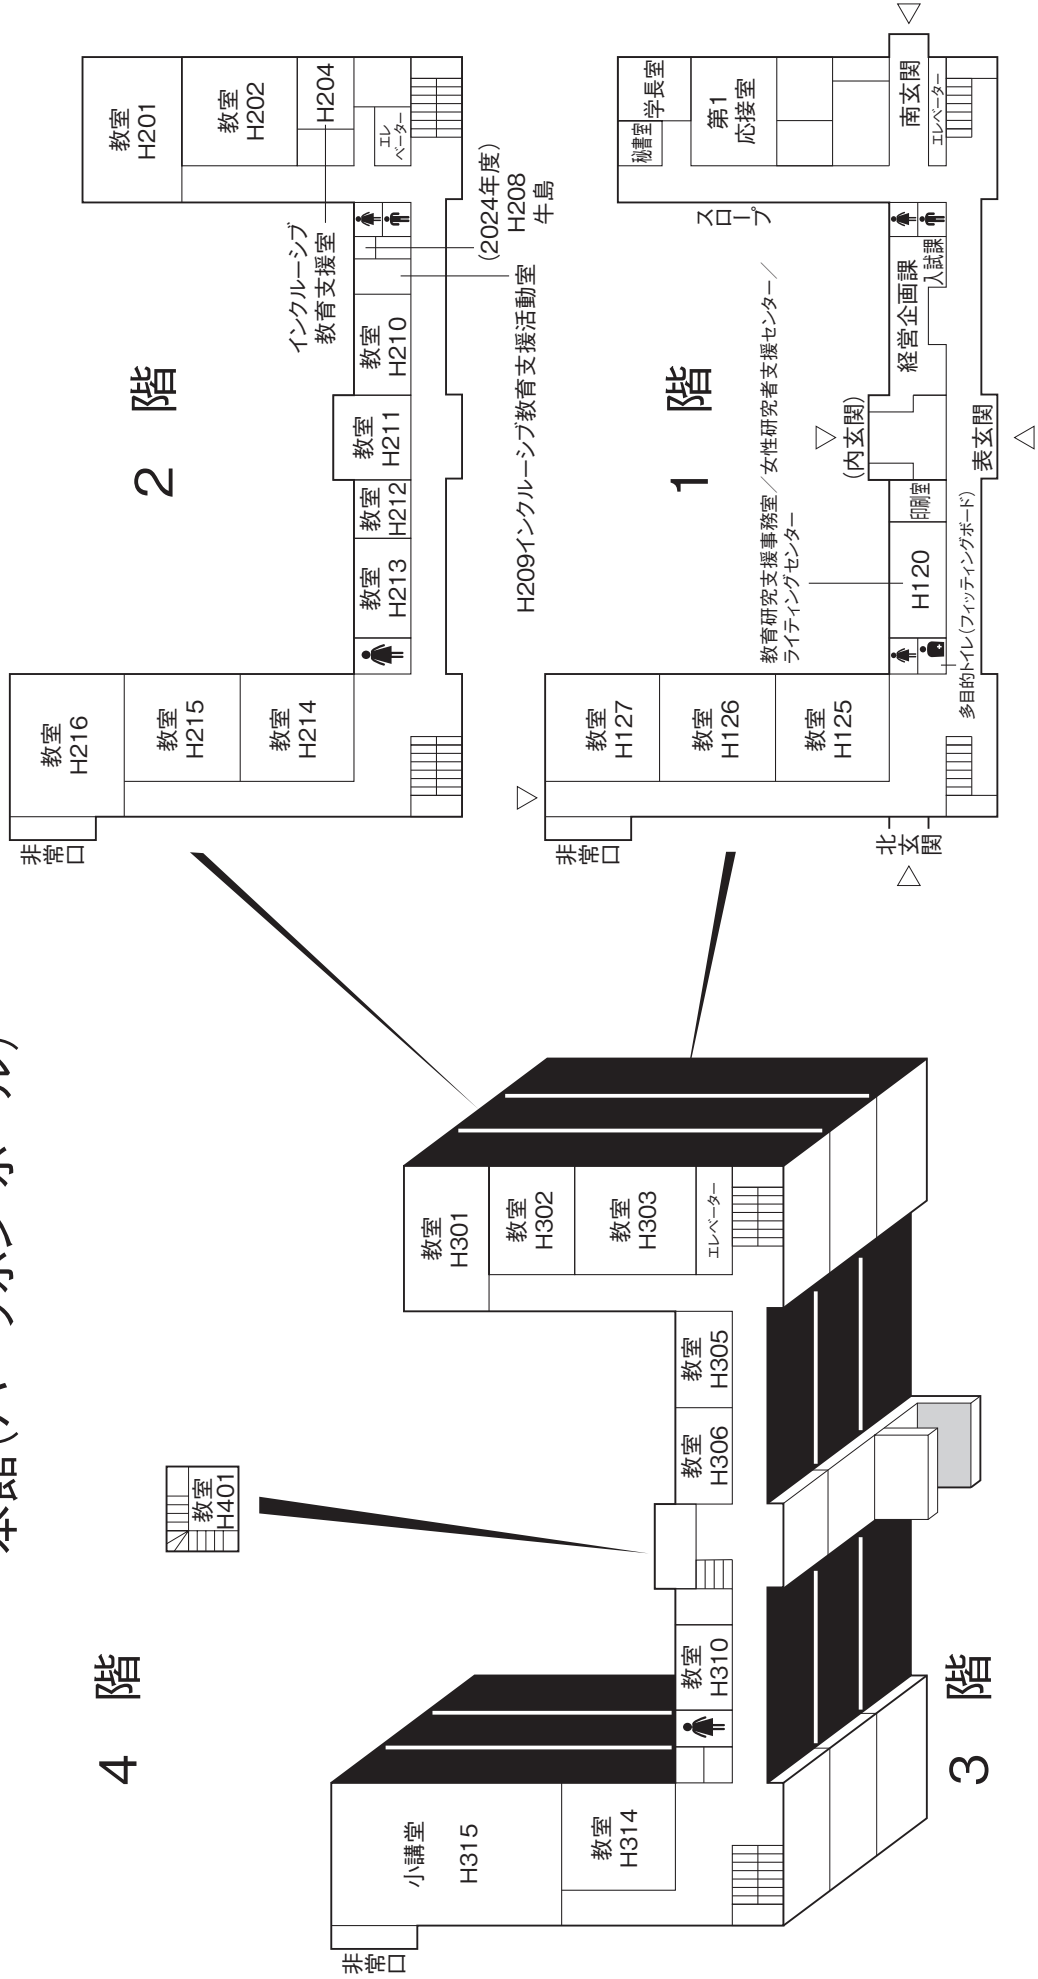 4 階
教室
H401
3 階
非常口
小講堂
H315
教室
H314
教室
H310
教室
H306
教室
H305
教室
H301
教室
H302
教室
H303
エレベーター
2 階
非常口
教室
H216
教室
H215
教室
H214
教室
H213
教室
H212
教室
H211
教室
H210
H209インクルーシブ教育支援活動室
(2024年度)
H208
牛島
インクルーシブ
教育支援室
教室
H201
教室
H202
H204
エレ
ベーター
1 階
非常口
北玄関
教室
H127
教室
H126
教室
H125
多目的トイレ(フィッティングボード)
教育研究支援事務室／女性研究者支援センター／
ライティングセンター
H120
印刷室
(内玄関)
表玄関
経営企画課
入試課
スロープ
秘書室
学長室
第1
応接室
南玄関
エレベーター